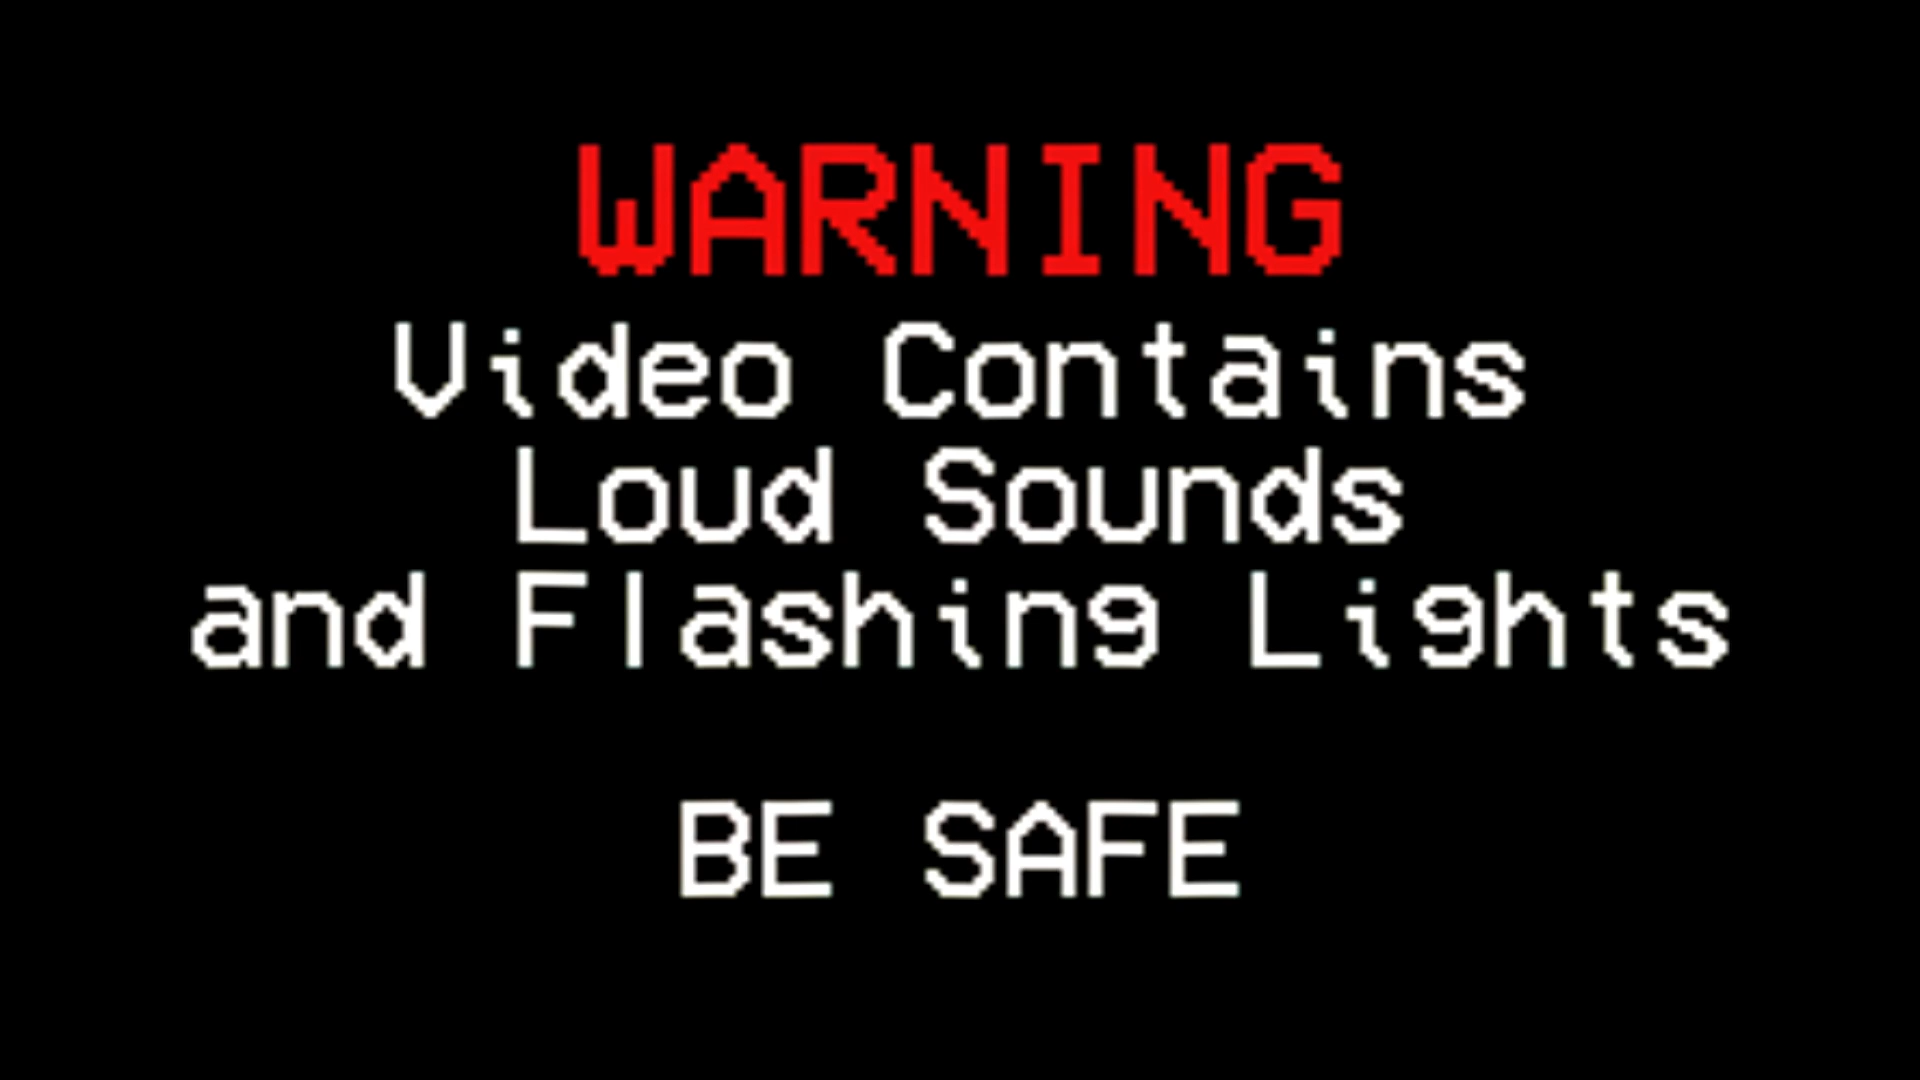 WARNING
Video Contains
Loud Sounds
and Flashing Lights
BE SAFE